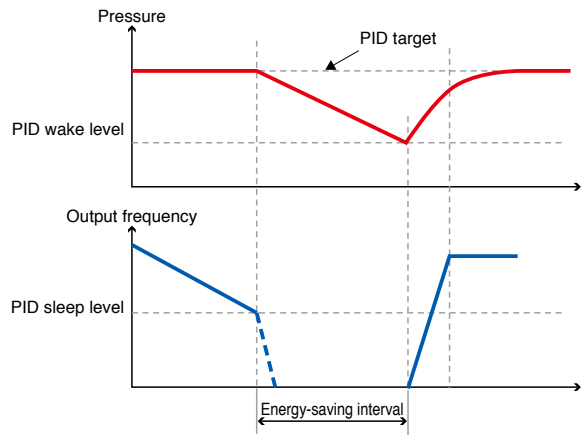 Pressure
PID target
PID wake level
Output frequency
PID sleep level
Energy-saving interval